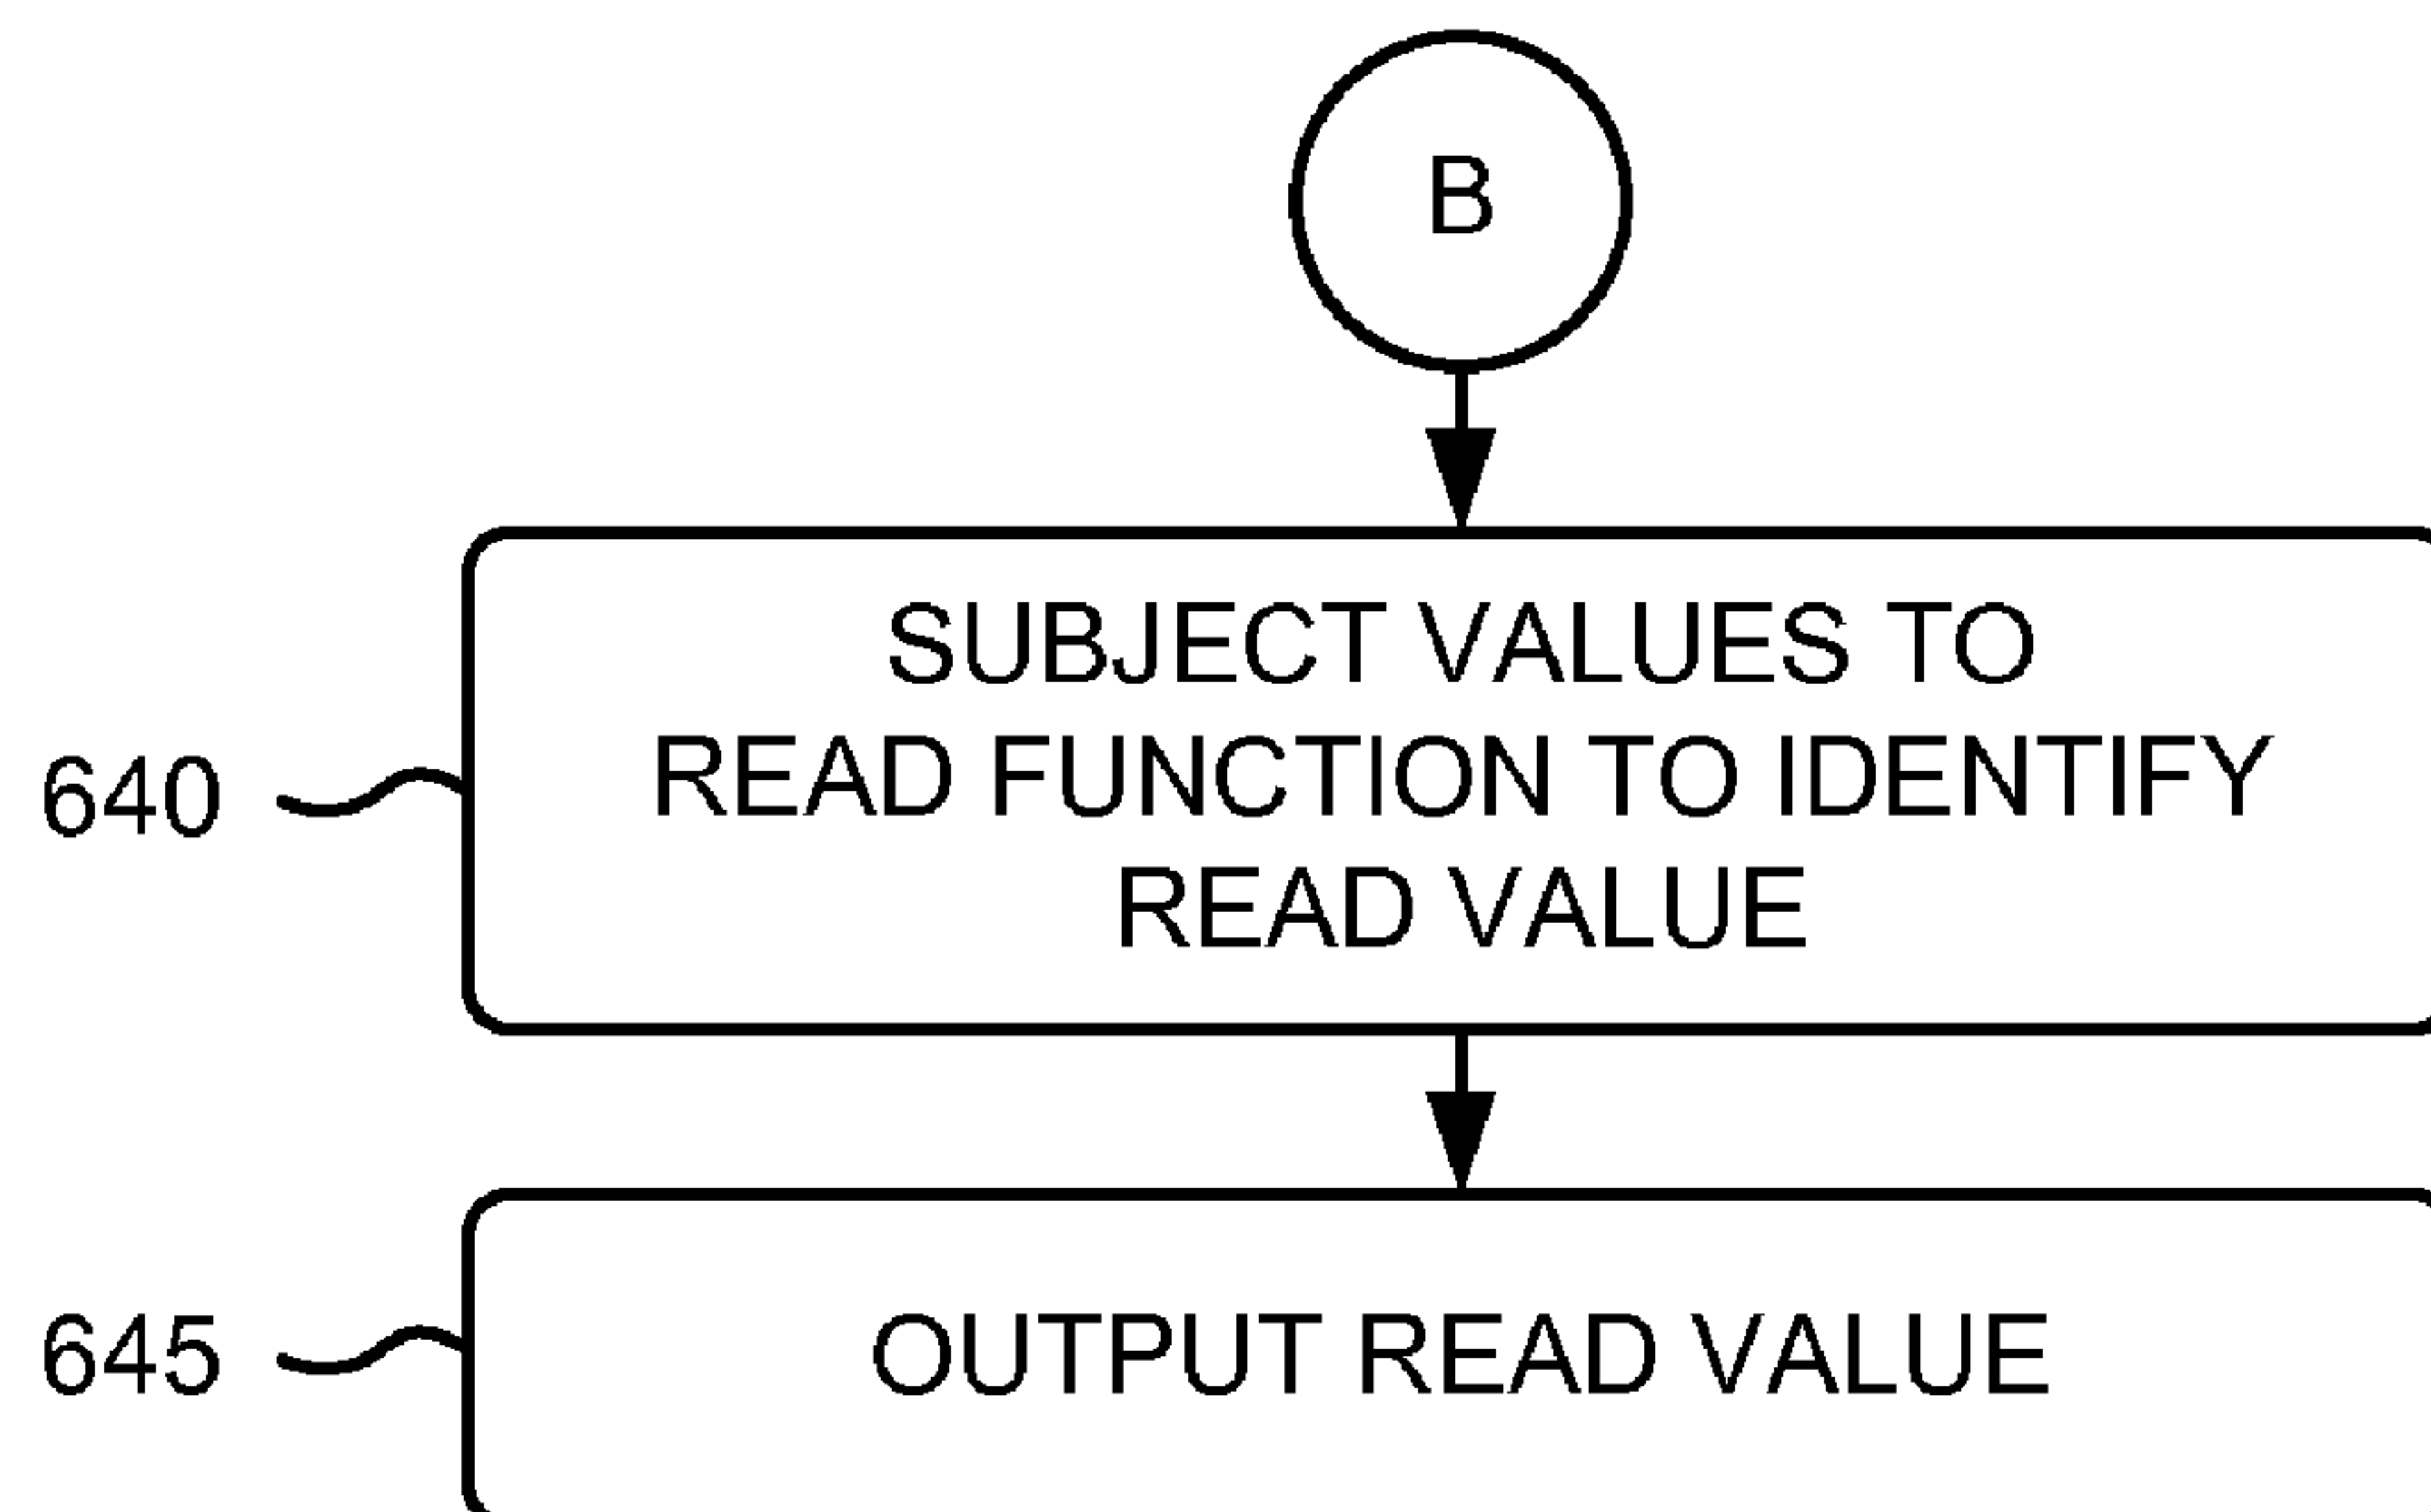 B
SUBJECT VALUES TO
READ FUNCTION TO IDENTIFY
READ VALUE
640
OUTPUT READ VALUE
645